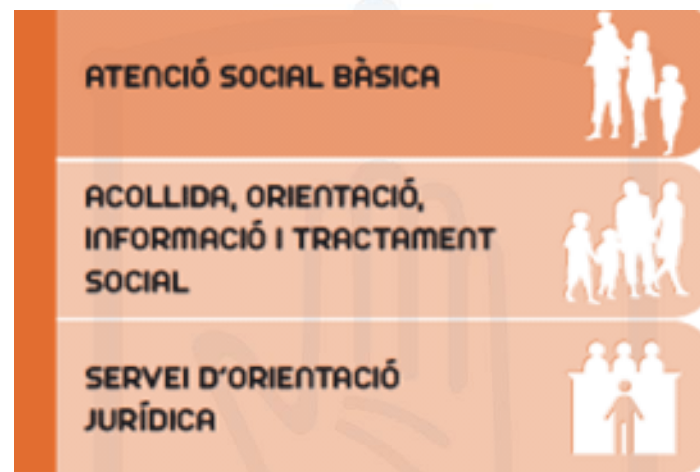 ATENCIÓ SOCIAL BÀSICA
ACOLLIDA, ORIENTACIÓ,
INFORMACIÓ I TRACTAMENT
SOCIAL
SERVEI D'ORIENTACIÓ
JURÍDICA